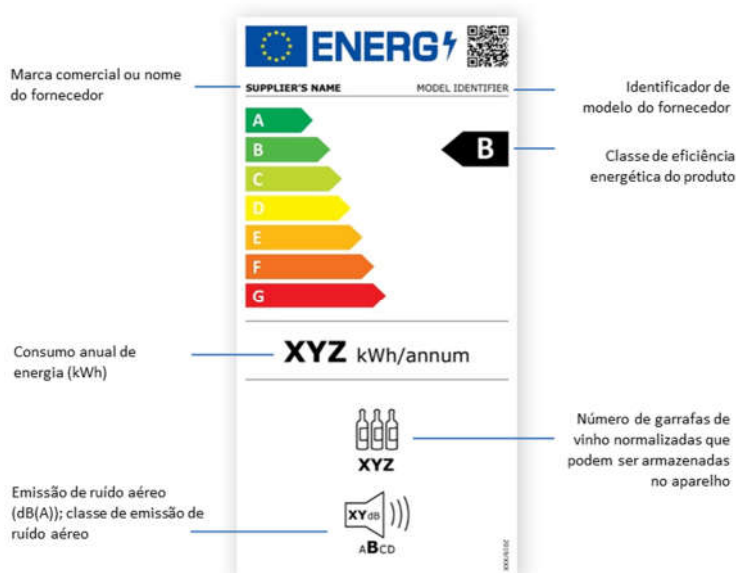 ENERG
Marca comercial ou nome
do fornecedor
SUPPLIER'S NAME
MODEL IDENTIFIER
Identificador de
modelo do fornecedor
A
B
C
D
E
F
G
B
Classe de eficiência
energética do produto
Consumo anual de
energia (kWh)
XYZ kWh/annum
XYZ
Número de garrafas de
vinho normalizadas que
podem ser armazenadas
no aparelho
Emissão de ruído aéreo
(dB(A)); classe de emissão de
ruído aéreo
XYdB
ABCD